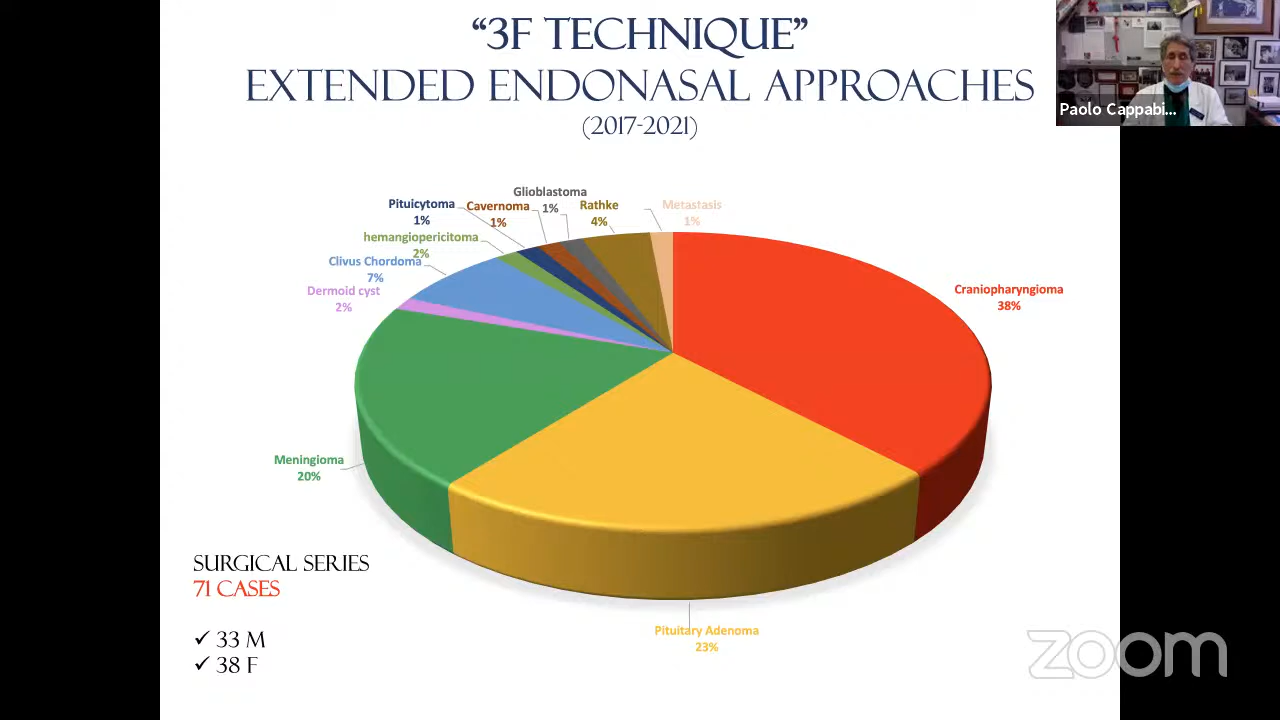 “3F TECHNIQUE”
EXTENDED ENDONASAL APPROACHES
(2017-2021)
Paolo Cappabi...
Glioblastoma
1%
Pituicytoma
1%
Cavernoma
1%
Rathke
4%
Metastasis
1%
hemangiopericitoma
2%
Clivus Chordoma
7%
Dermoid cyst
2%
Craniopharyngioma
38%
Meningioma
20%
Pituitary Adenoma
23%
SURGICAL SERIES
71 CASES
✓ 33 M
✓ 38 F
zoom